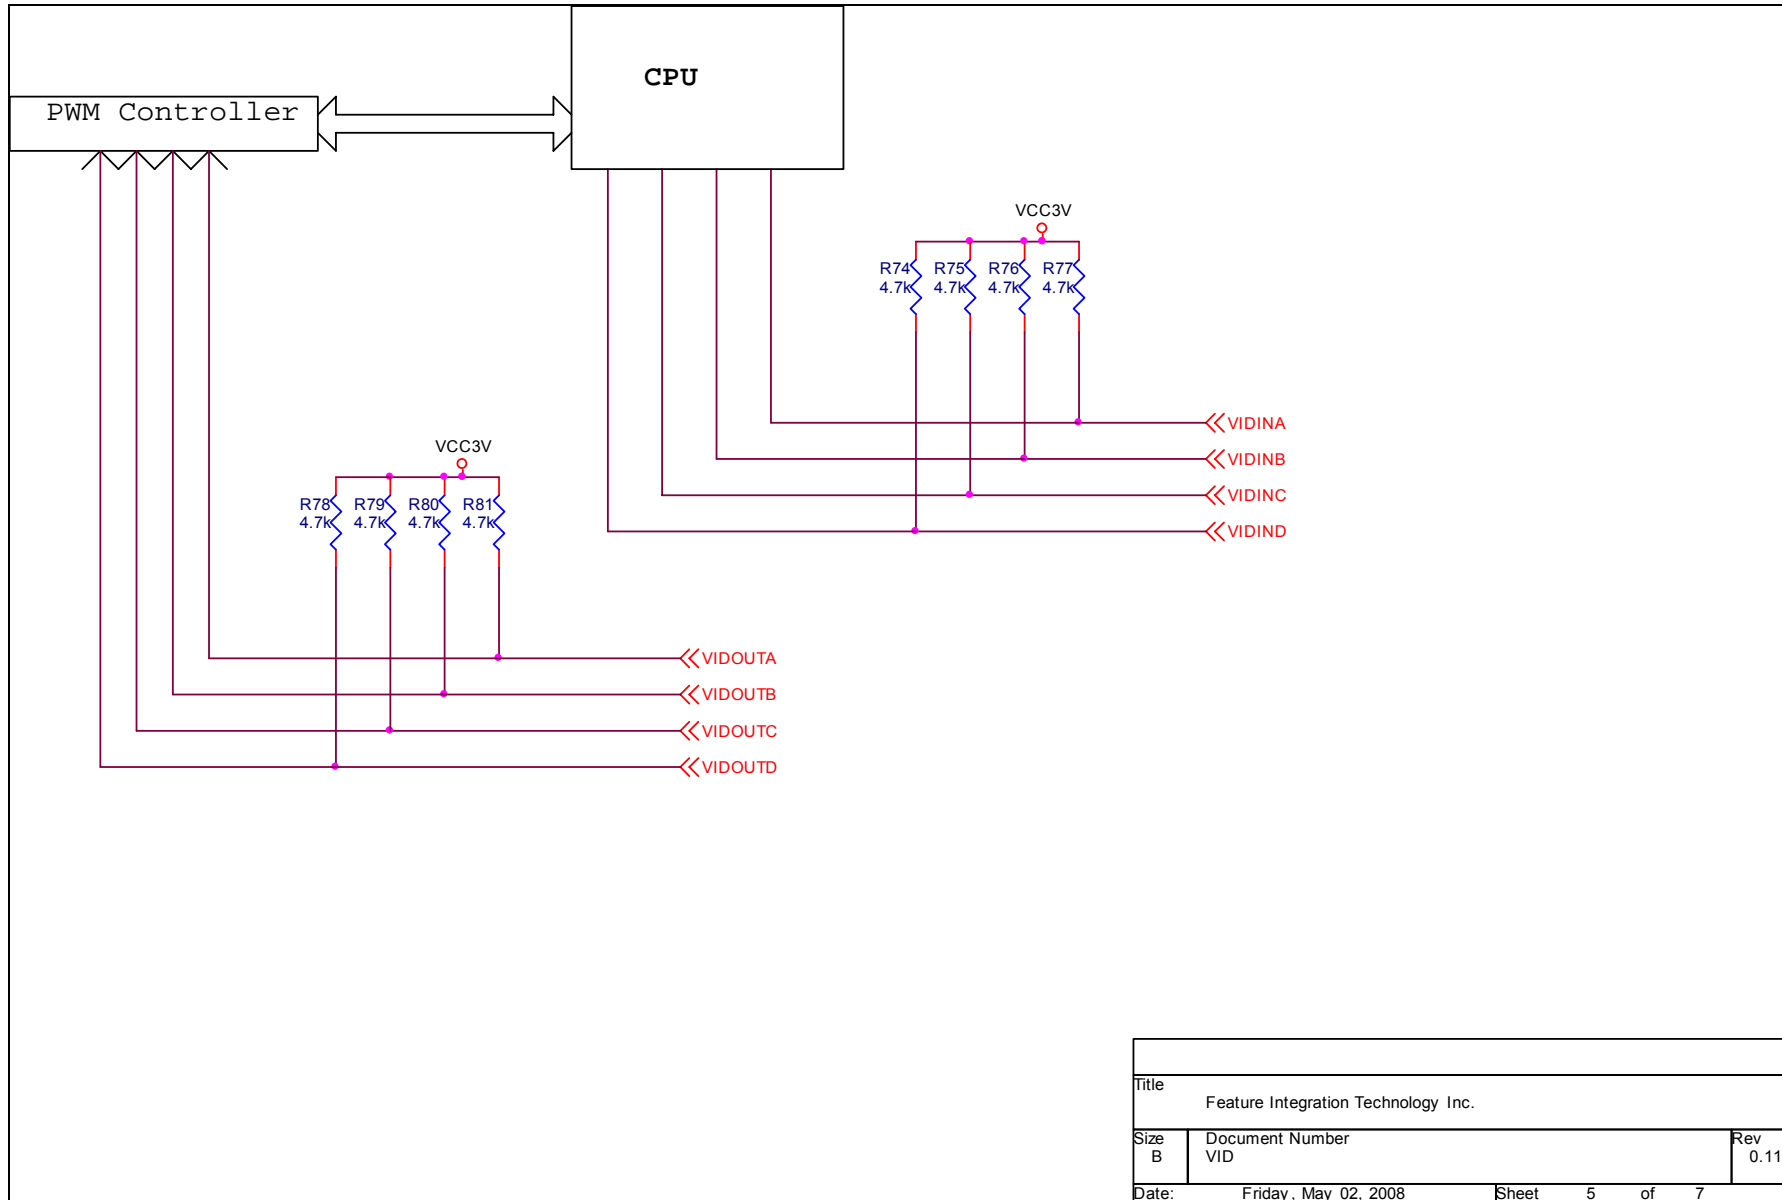 CPU
PWM Controller
VCC3V
R74 R75 R76 R77
4.7k 4.7k 4.7k 4.7k
VIDINA
VCC3V
VIDINB
VIDINC
R78 R79 R80 R81
4.7k 4.7k 4.7k 4.7k
VIDIND
VIDOUTA
VIDOUTB
VIDOUTC
VIDOUTD
Title
Feature Integration Technology Inc.
Size Document Number Rev
B VID 0.11
Date: Friday, May 02, 2008 Sheet 5 of 7